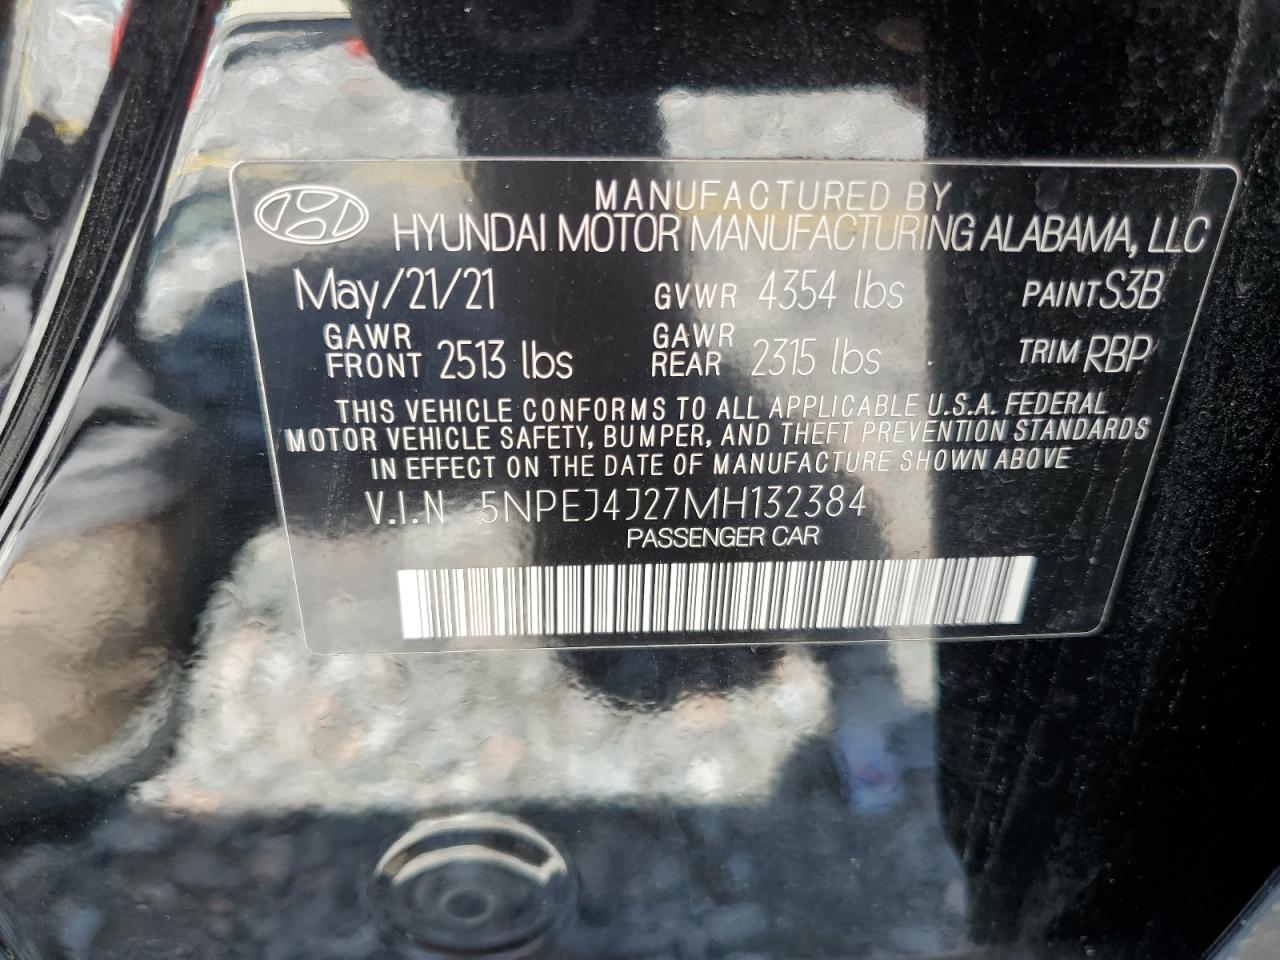 MANUFACTURED BY
HYUNDAI MOTOR MANUFACTURING ALABAMA, LLC
May/21/21 GVWR 4354 lbs PAINT S3B
GAWR FRONT 2513 lbs GAWR REAR 2315 lbs TRIM RBP
THIS VEHICLE CONFORMS TO ALL APPLICABLE U.S.A. FEDERAL
MOTOR VEHICLE SAFETY, BUMPER, AND THEFT PREVENTION STANDARDS
IN EFFECT ON THE DATE OF MANUFACTURE SHOWN ABOVE
V.I.N 5NPEJ4J27MH132384
PASSENGER CAR